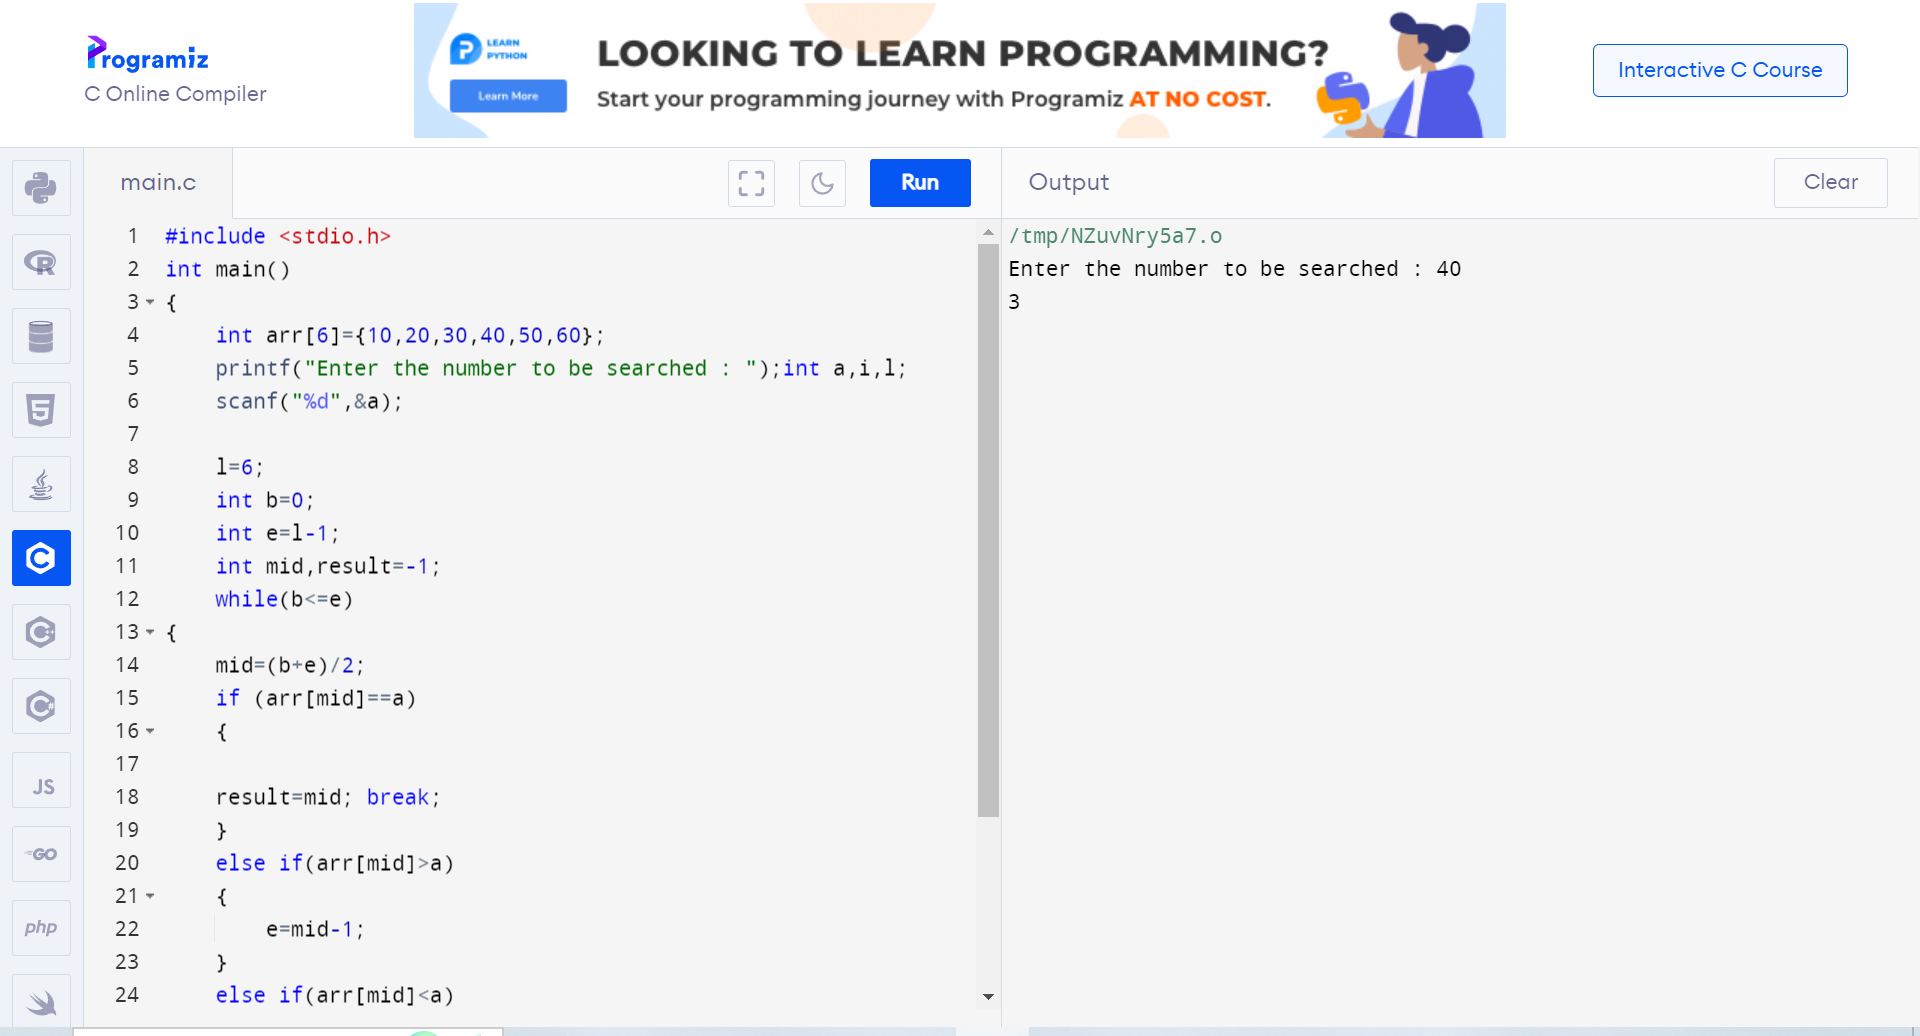 Programiz
C Online Compiler
LEARN
PYTHON
Learn More
LOOKING TO LEARN PROGRAMMING?
Start your programming journey with Programiz AT NO COST.
Interactive C Course
main.c
Run
Output
Clear
1 #include <stdio.h>
2 int main()
3 {
4 int arr[6]={10,20,30,40,50,60};
5 printf("Enter the number to be searched : ");int a,i,l;
6 scanf("%d",&a);
7
8 l=6;
9 int b=0;
10 int e=l-1;
11 int mid,result=-1;
12 while(b<=e)
13 {
14 mid=(b+e)/2;
15 if (arr[mid]==a)
16 {
17
18 result=mid; break;
19 }
20 else if(arr[mid]>a)
21 {
22 e=mid-1;
23 }
24 else if(arr[mid]<a)
/tmp/NZuvNry5a7.o
Enter the number to be searched : 40
3
R
5
C
C
C
JS
GO
php